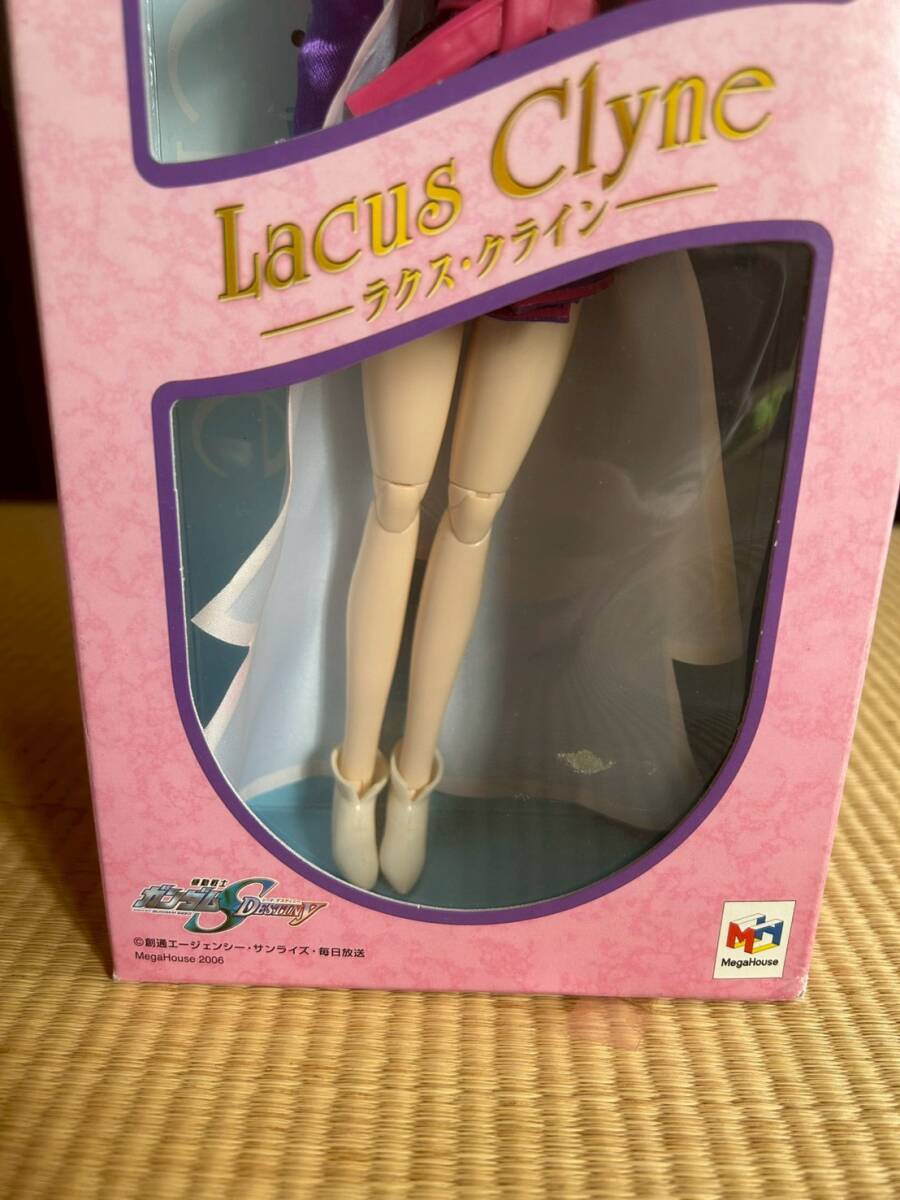 Lacus Clyne
ラクス・クライン
機動戦士
ガンダム SEED DESTINY
©創通エージェンシー・サンライズ・毎日放送
MegaHouse 2006
MH
MegaHouse